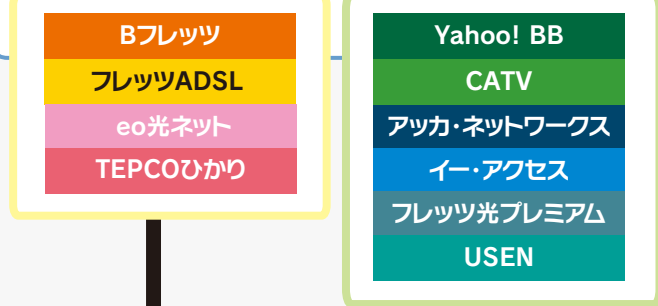 Bフレッツ
フレッツADSL
eo光ネット
TEPCOひかり
Yahoo! BB
CATV
アッカ・ネットワークス
イー・アクセス
フレッツ光プレミアム
USEN